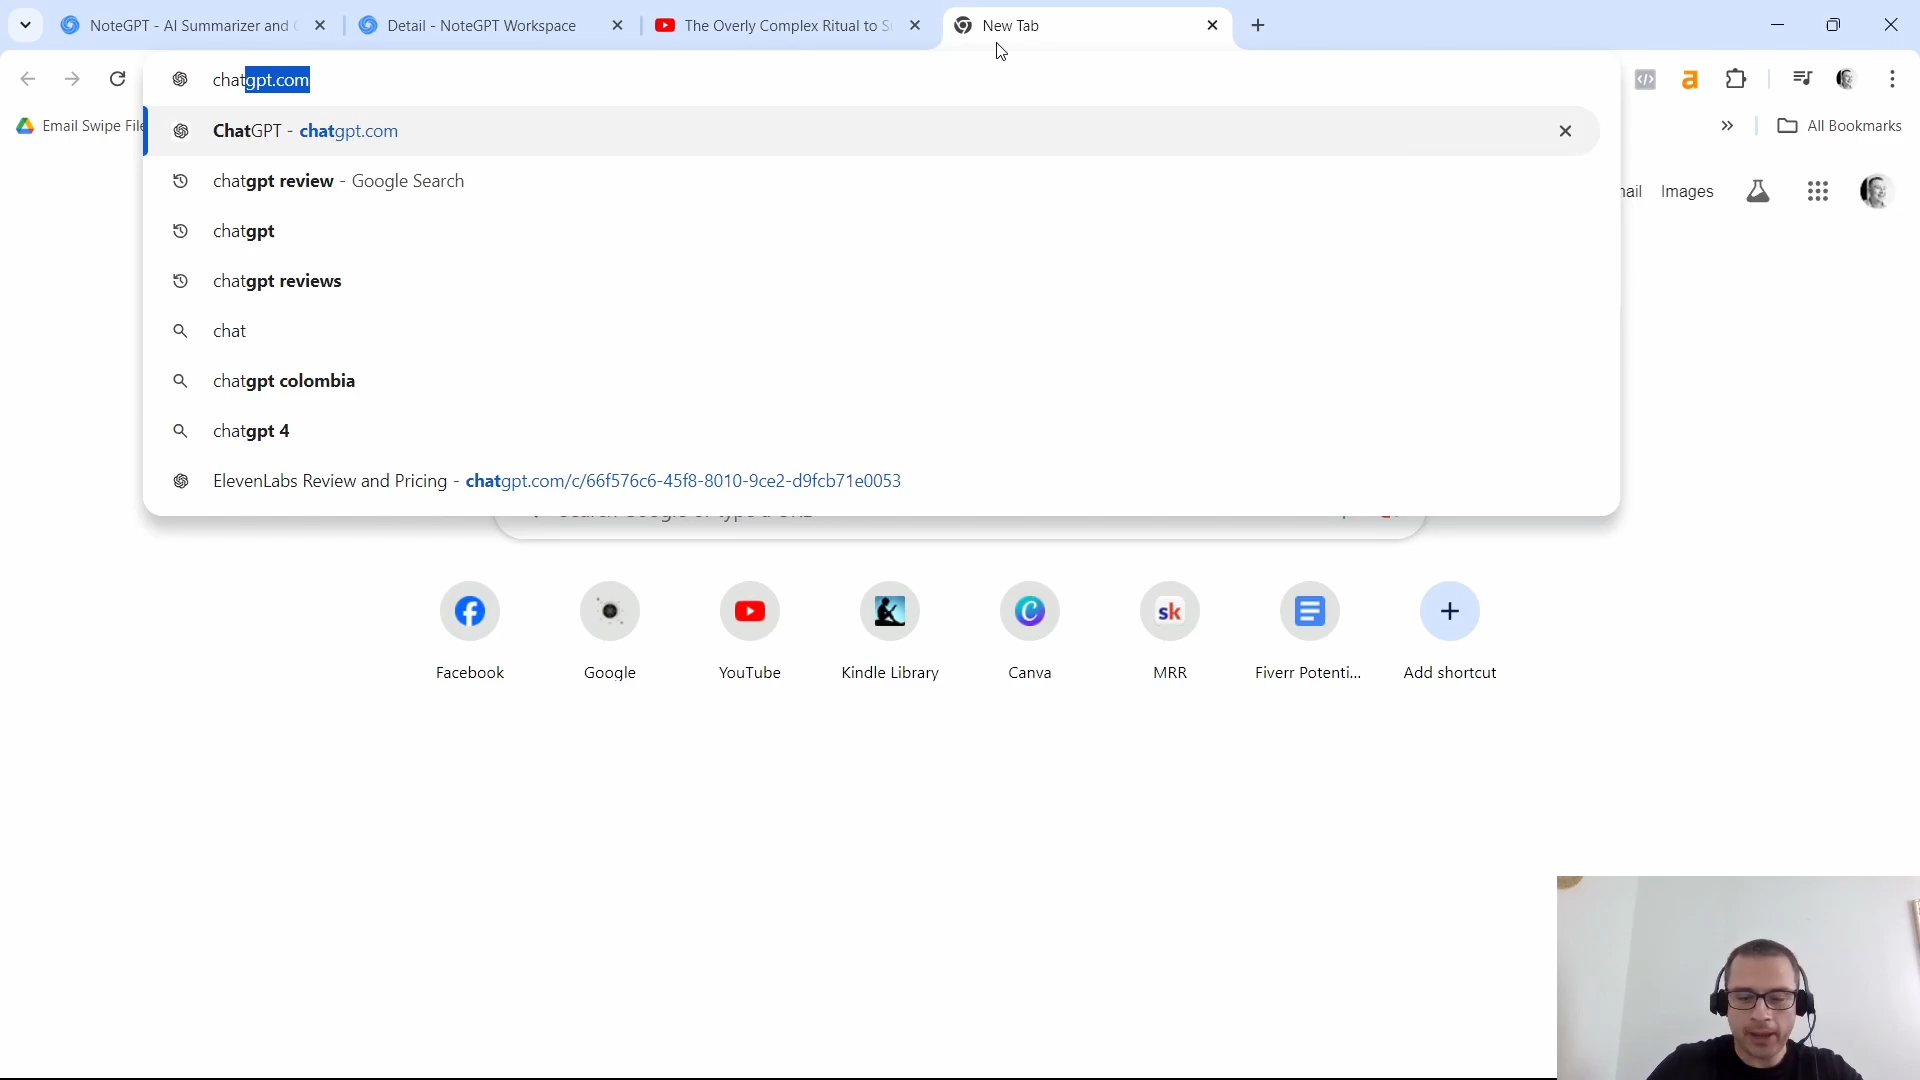 NoteGPT - AI Summarizer and
Detail - NoteGPT Workspace
The Overly Complex Ritual to
New Tab
chatgpt.com
Email Swipe File
ChatGPT - chatgpt.com
All Bookmarks
chatgpt review - Google Search
Images
chatgpt
chatgpt reviews
chat
chatgpt colombia
chatgpt 4
ElevenLabs Review and Pricing - chatgpt.com/c/66f576c6-45f8-8010-9ce2-d9fcb71e0053
sk
Facebook
Google
YouTube
Kindle Library
Canva
MRR
Fiverr Potenti...
Add shortcut